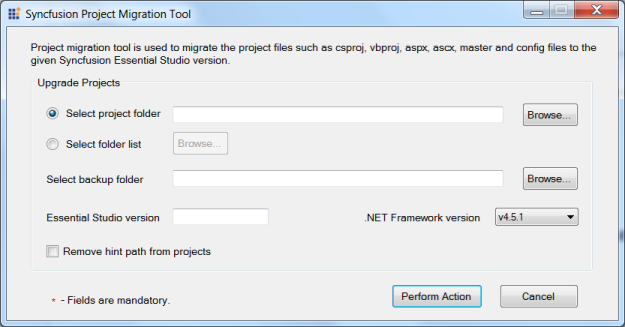 Syncfusion Project Migration Tool
Project migration tool is used to migrate the project files such as csproj, vbproj, aspx, ascx, master and config files to the
given Syncfusion Essential Studio version.
Upgrade Projects
Select project folder
Browse...
Select folder list
Browse...
Select backup folder
Browse...
Essential Studio version
.NET Framework version
v4.5.1
Remove hint path from projects
* - Fields are mandatory.
Perform Action
Cancel